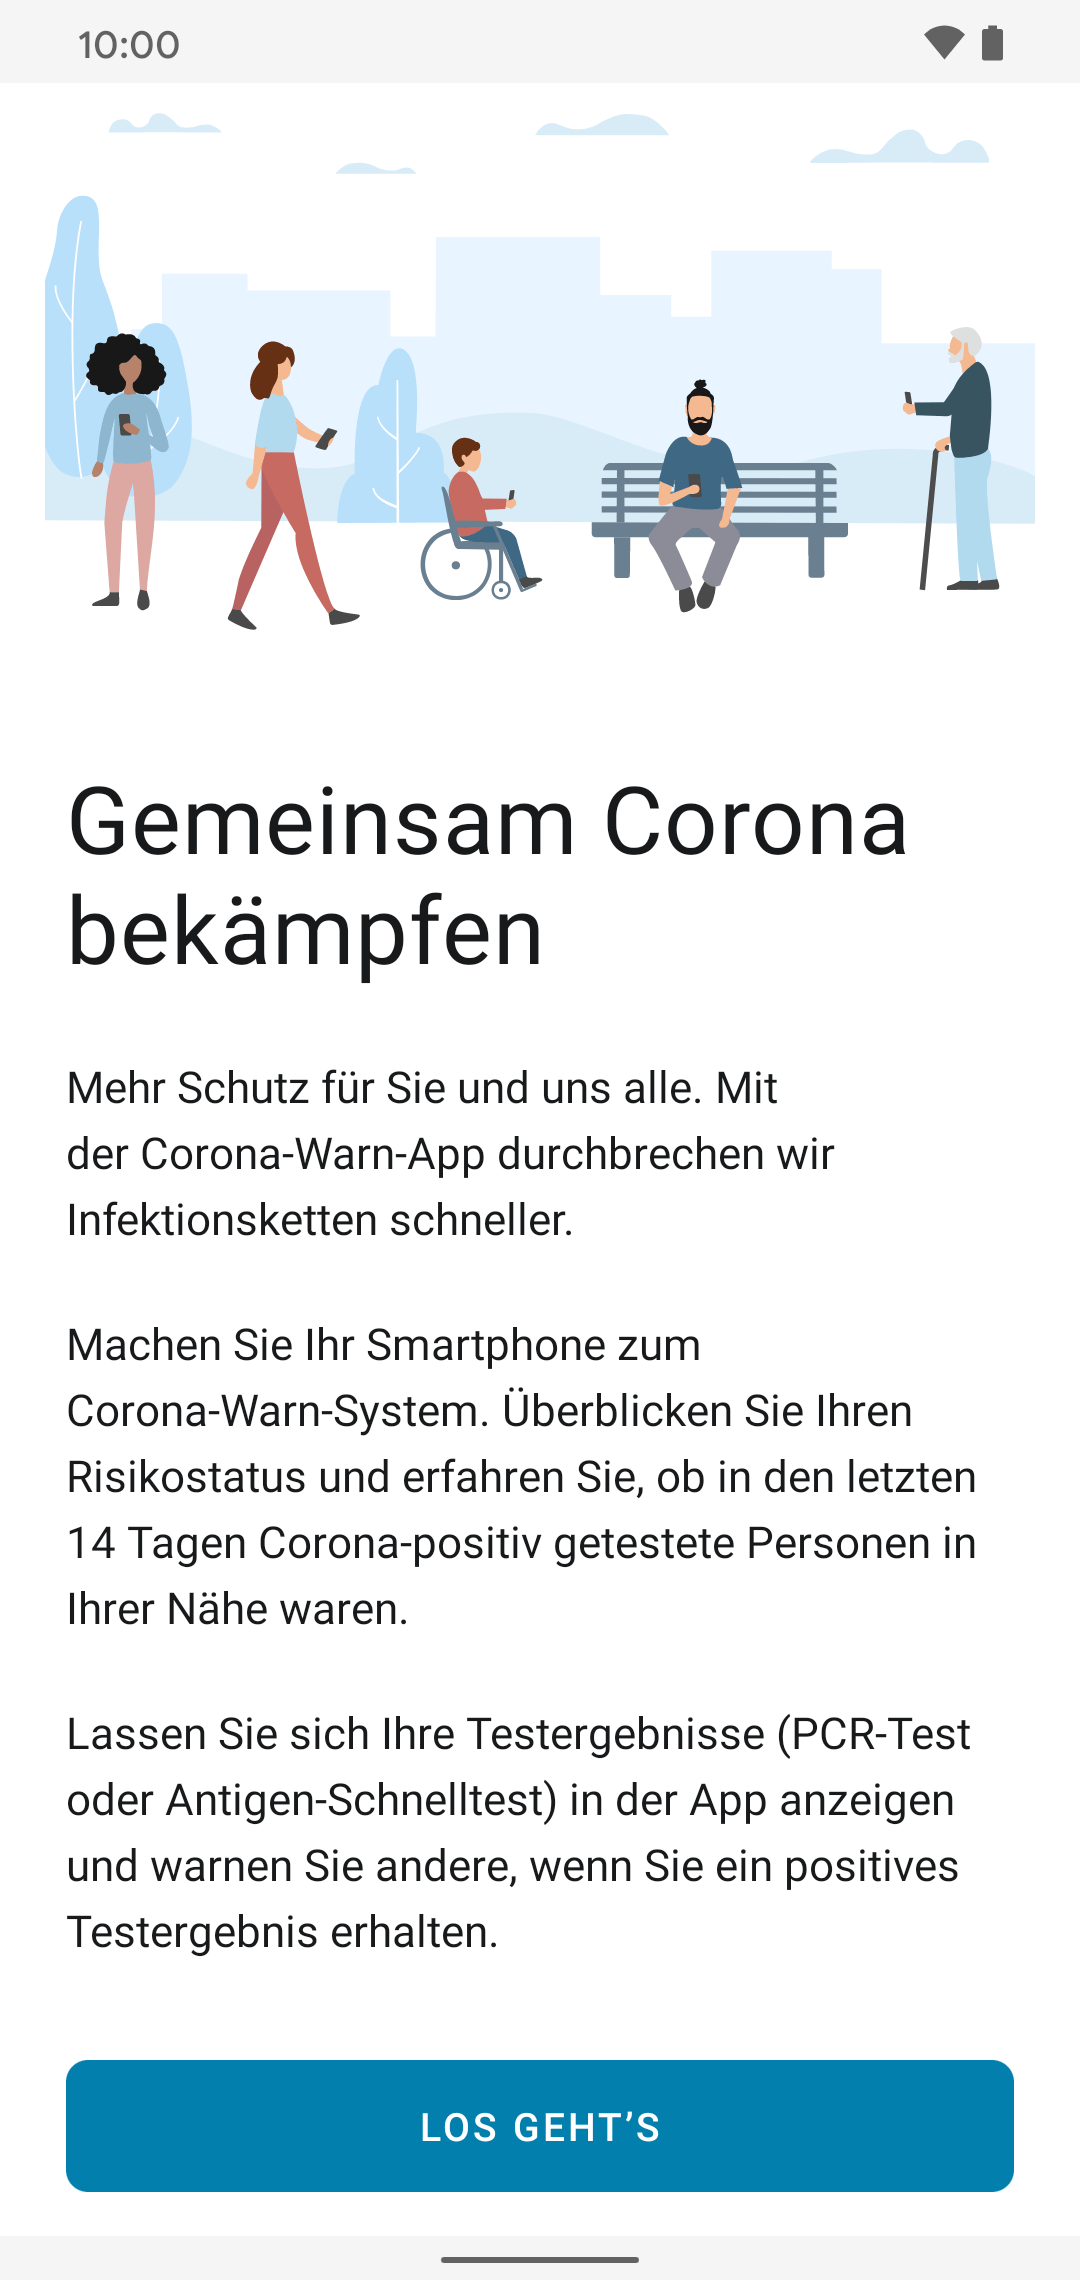 10:00
Gemeinsam Corona
bekämpfen
Mehr Schutz für Sie und uns alle. Mit
der Corona-Warn-App durchbrechen wir
Infektionsketten schneller.
Machen Sie Ihr Smartphone zum
Corona-Warn-System. Überblicken Sie Ihren
Risikostatus und erfahren Sie, ob in den letzten
14 Tagen Corona-positiv getestete Personen in
Ihrer Nähe waren.
Lassen Sie sich Ihre Testergebnisse (PCR-Test
oder Antigen-Schnelltest) in der App anzeigen
und warnen Sie andere, wenn Sie ein positives
Testergebnis erhalten.
LOS GEHT’S